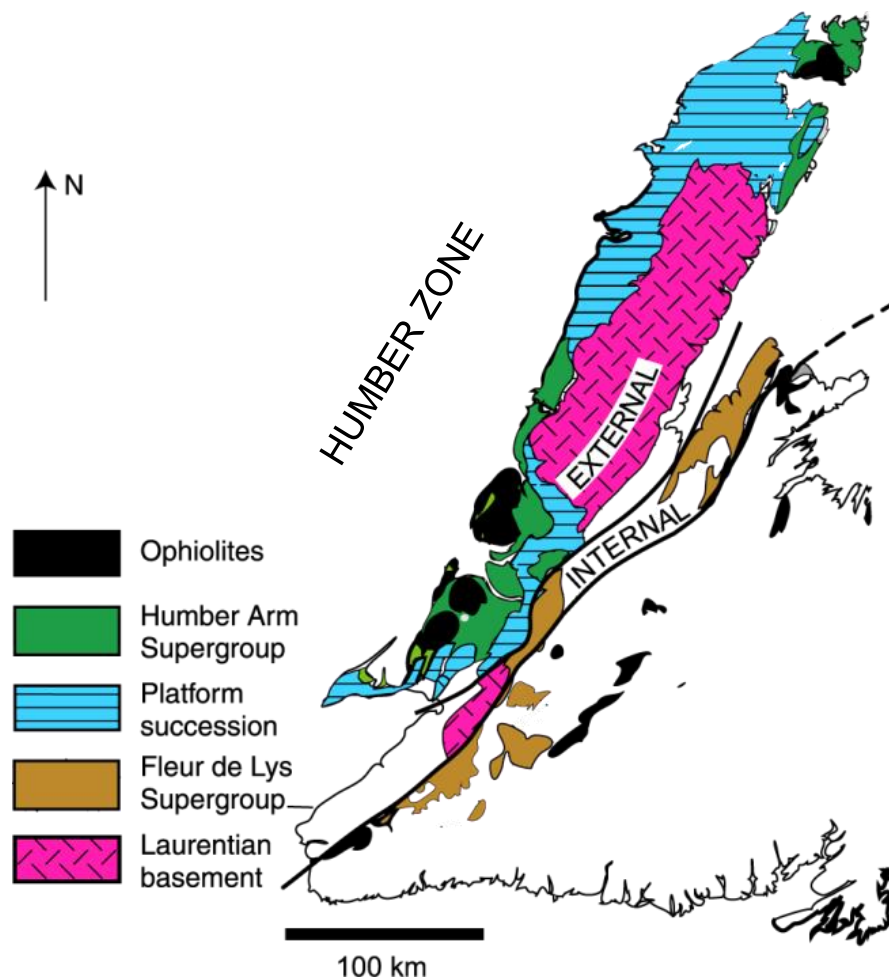 N
HUMBER ZONE
EXTERNAL
INTERNAL
Ophiolites
Humber Arm
Supergroup
Platform
succession
Fleur de Lys
Supergroup
Laurentian
basement
100 km